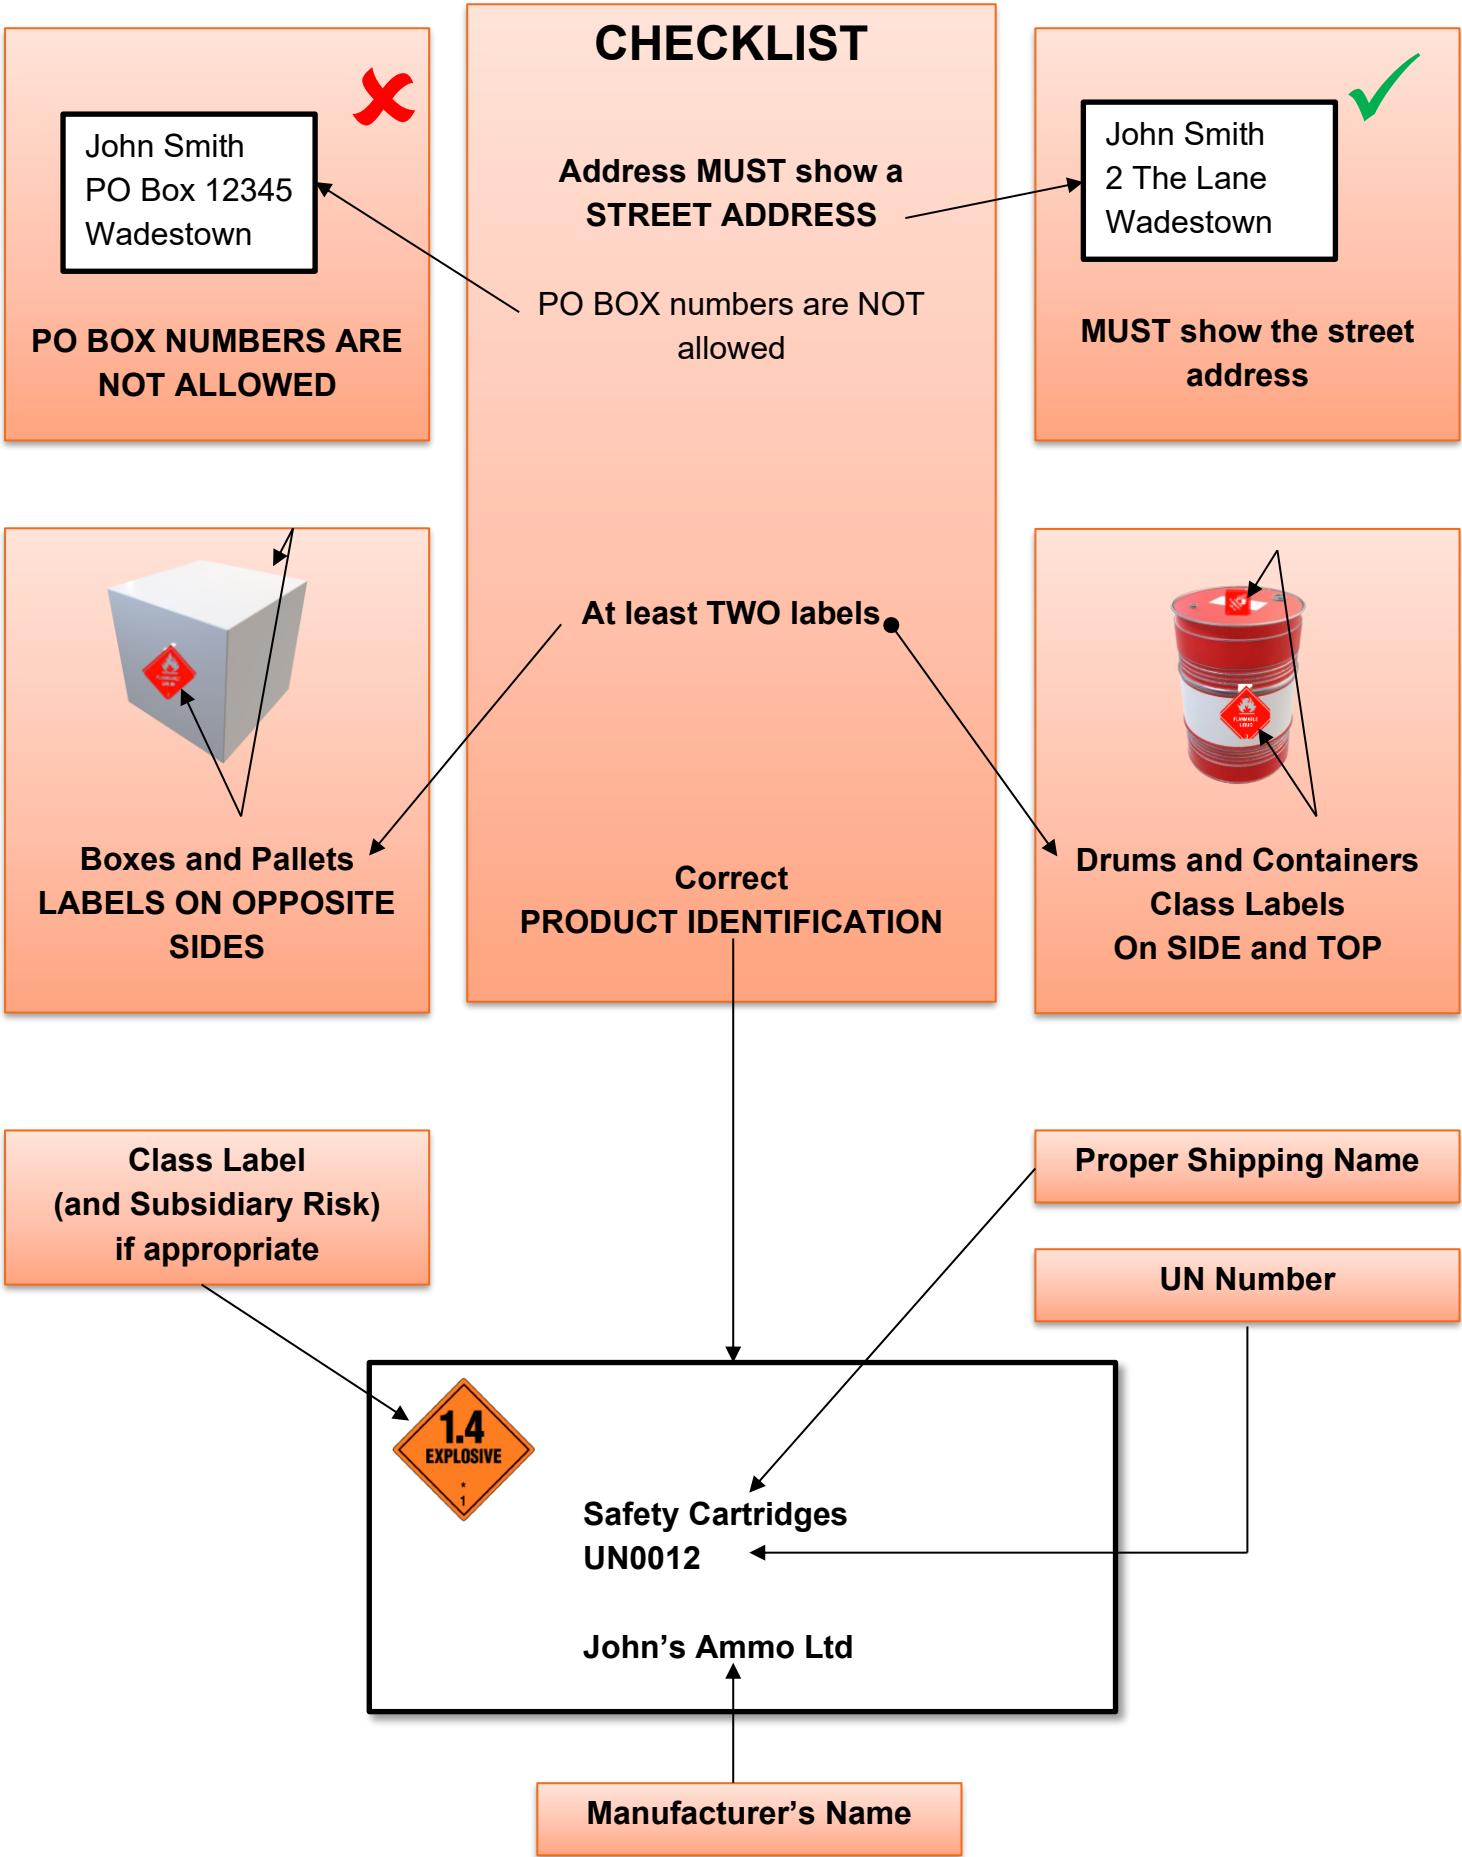 CHECKLIST
John Smith
PO Box 12345
Wadestown
PO BOX NUMBERS ARE
NOT ALLOWED
Address MUST show a
STREET ADDRESS
PO BOX numbers are NOT
allowed
John Smith
2 The Lane
Wadestown
MUST show the street
address
At least TWO labels
Boxes and Pallets
LABELS ON OPPOSITE
SIDES
Correct
PRODUCT IDENTIFICATION
FLAMMABLE
LIQUID
Drums and Containers
Class Labels
On SIDE and TOP
Class Label
(and Subsidiary Risk)
if appropriate
Proper Shipping Name
UN Number
1.4
EXPLOSIVE
*
1
Safety Cartridges
UN0012
John’s Ammo Ltd
Manufacturer’s Name